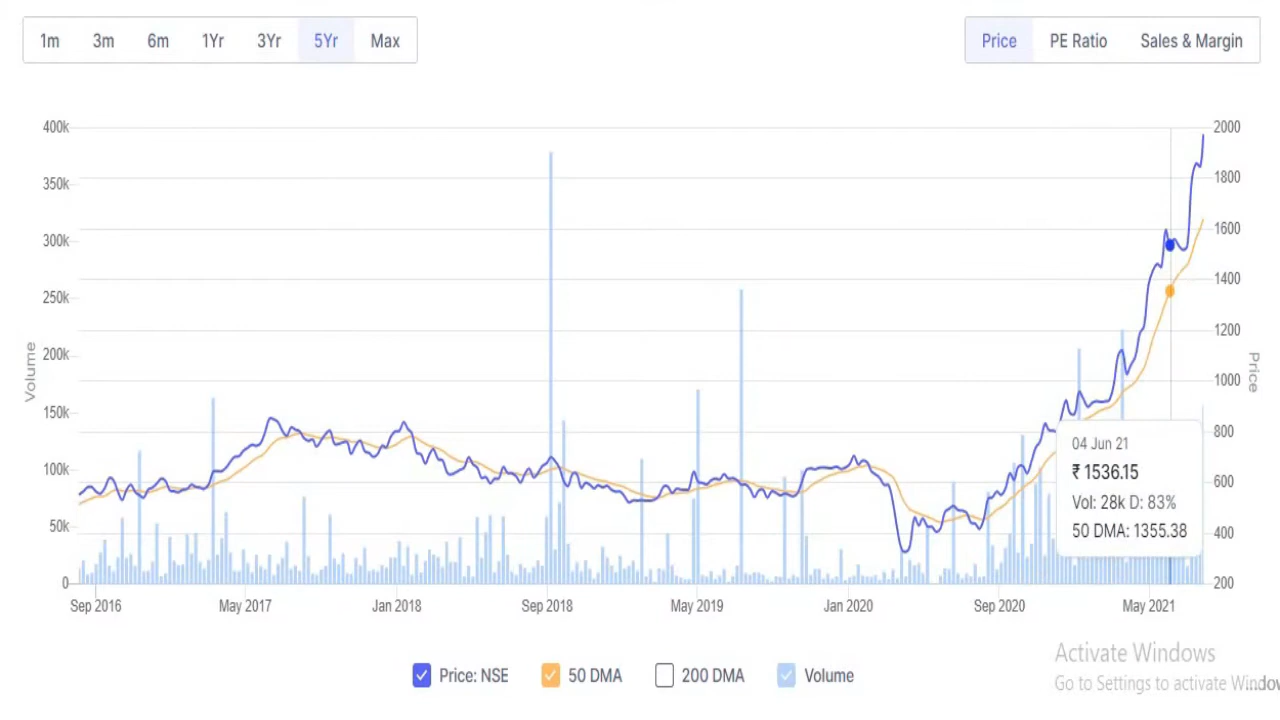 1m 3m 6m 1Yr 3Yr 5Yr Max Price PE Ratio Sales & Margin
400k 2000
350k 1800
300k 1600
250k 1400
200k 1200
Volume Price
150k 1000
100k 800
50k 600
0 400
200
04 Jun 21
₹ 1536.15
Vol: 28k D: 83%
50 DMA: 1355.38
Sep 2016 May 2017 Jan 2018 Sep 2018 May 2019 Jan 2020 Sep 2020 May 2021
Price: NSE 50 DMA 200 DMA Volume
Activate Windows
Go to Settings to activate Windows